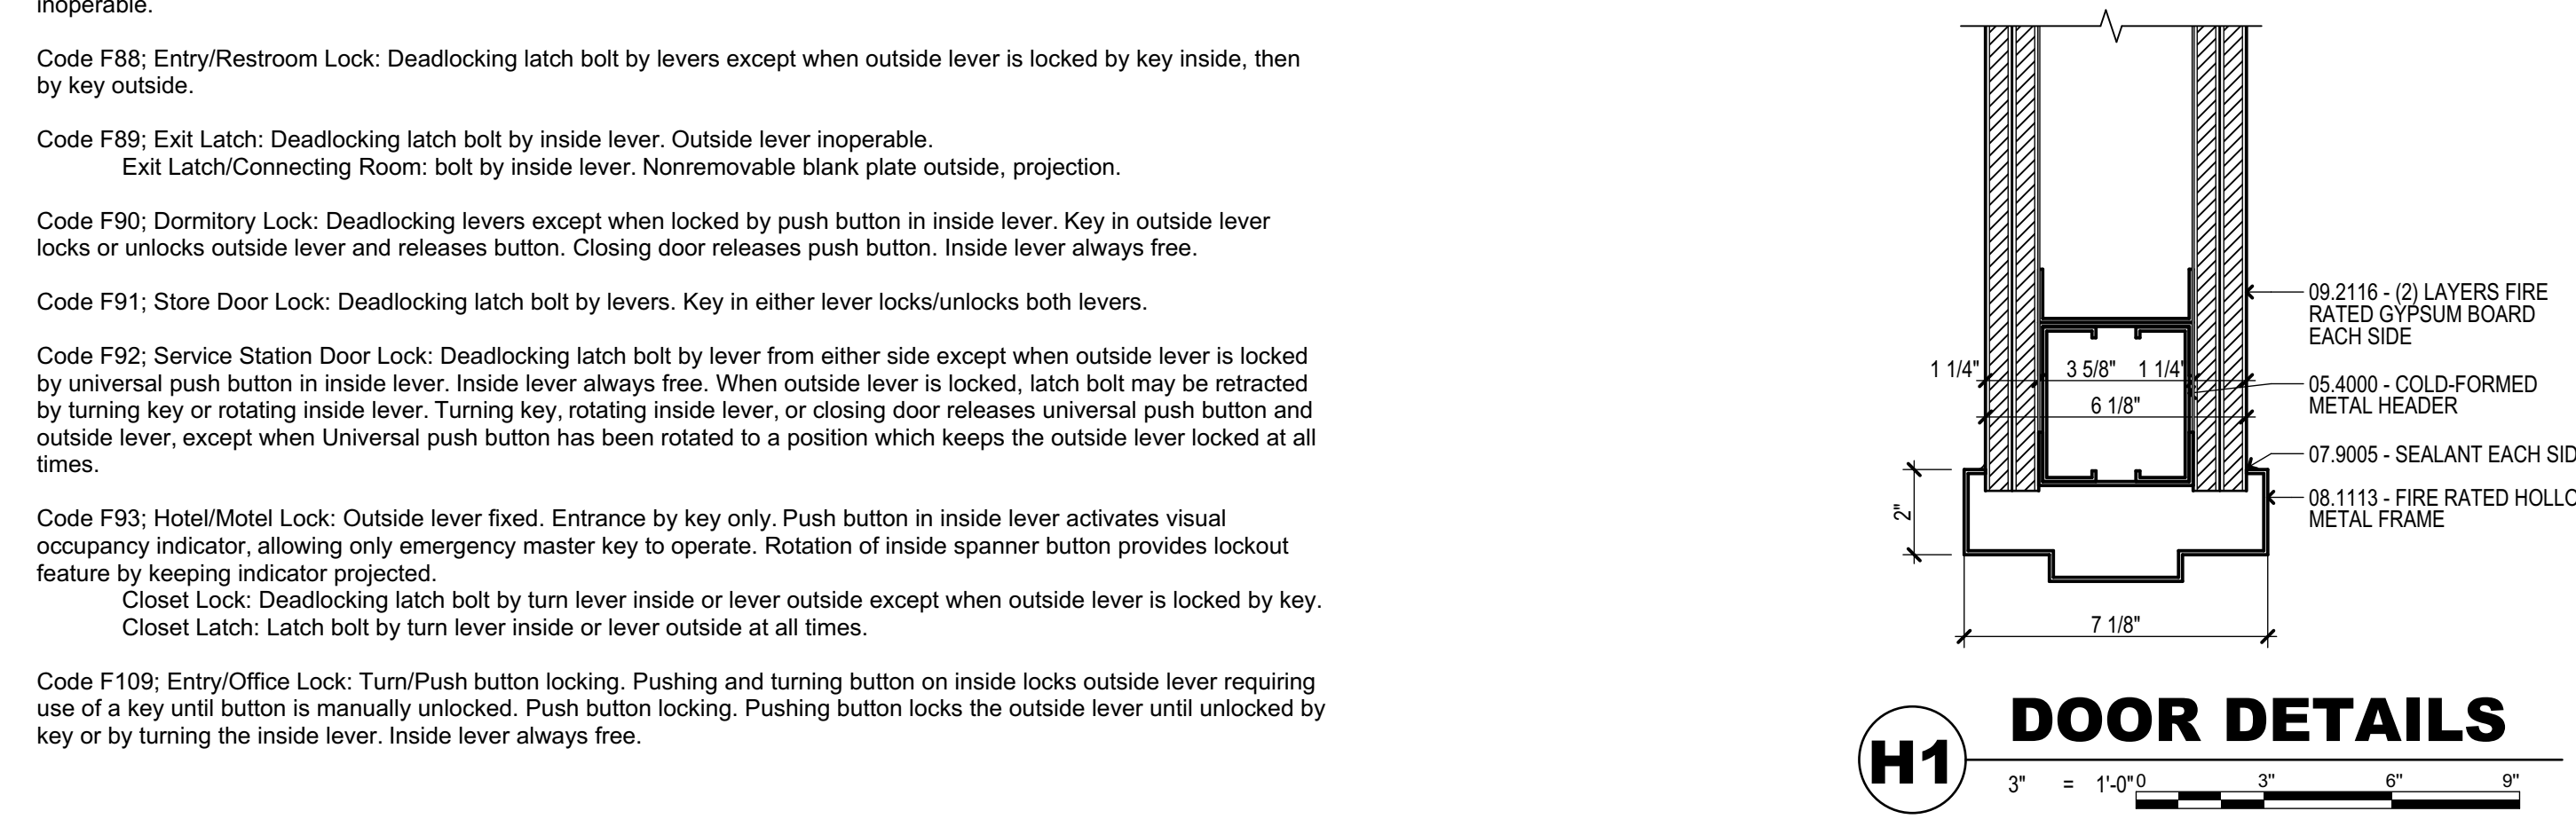 inoperable.
Code F88; Entry/Restroom Lock: Deadlocking latch bolt by levers except when outside lever is locked by key inside, then
by key outside.
Code F89; Exit Latch: Deadlocking latch bolt by inside lever. Outside lever inoperable.
Exit Latch/Connecting Room: bolt by inside lever. Nonremovable blank plate outside, projection.
Code F90; Dormitory Lock: Deadlocking levers except when locked by push button in inside lever. Key in outside lever
locks or unlocks outside lever and releases button. Closing door releases push button. Inside lever always free.
Code F91; Store Door Lock: Deadlocking latch bolt by levers. Key in either lever locks/unlocks both levers.
Code F92; Service Station Door Lock: Deadlocking latch bolt by lever from either side except when outside lever is locked
by universal push button in inside lever. Inside lever always free. When outside lever is locked, latch bolt may be retracted
by turning key or rotating inside lever. Turning key, rotating inside lever, or closing door releases universal push button and
outside lever, except when Universal push button has been rotated to a position which keeps the outside lever locked at all
times.
Code F93; Hotel/Motel Lock: Outside lever fixed. Entrance by key only. Push button in inside lever activates visual
occupancy indicator, allowing only emergency master key to operate. Rotation of inside spanner button provides lockout
feature by keeping indicator projected.
Closet Lock: Deadlocking latch bolt by turn lever inside or lever outside except when outside lever is locked by key.
Closet Latch: Latch bolt by turn lever inside or lever outside at all times.
Code F109; Entry/Office Lock: Turn/Push button locking. Pushing and turning button on inside locks outside lever requiring
use of a key until button is manually unlocked. Push button locking. Pushing button locks the outside lever until unlocked by
key or by turning the inside lever. Inside lever always free.
09.2116 - (2) LAYERS FIRE
RATED GYPSUM BOARD
EACH SIDE
1 1/4" 3 5/8" 1 1/4"
05.4000 - COLD-FORMED
METAL HEADER
6 1/8"
07.9005 - SEALANT EACH SID
08.1113 - FIRE RATED HOLLO
METAL FRAME
2"
7 1/8"
H1 DOOR DETAILS
3" = 1'-0" 0 3" 6" 9"